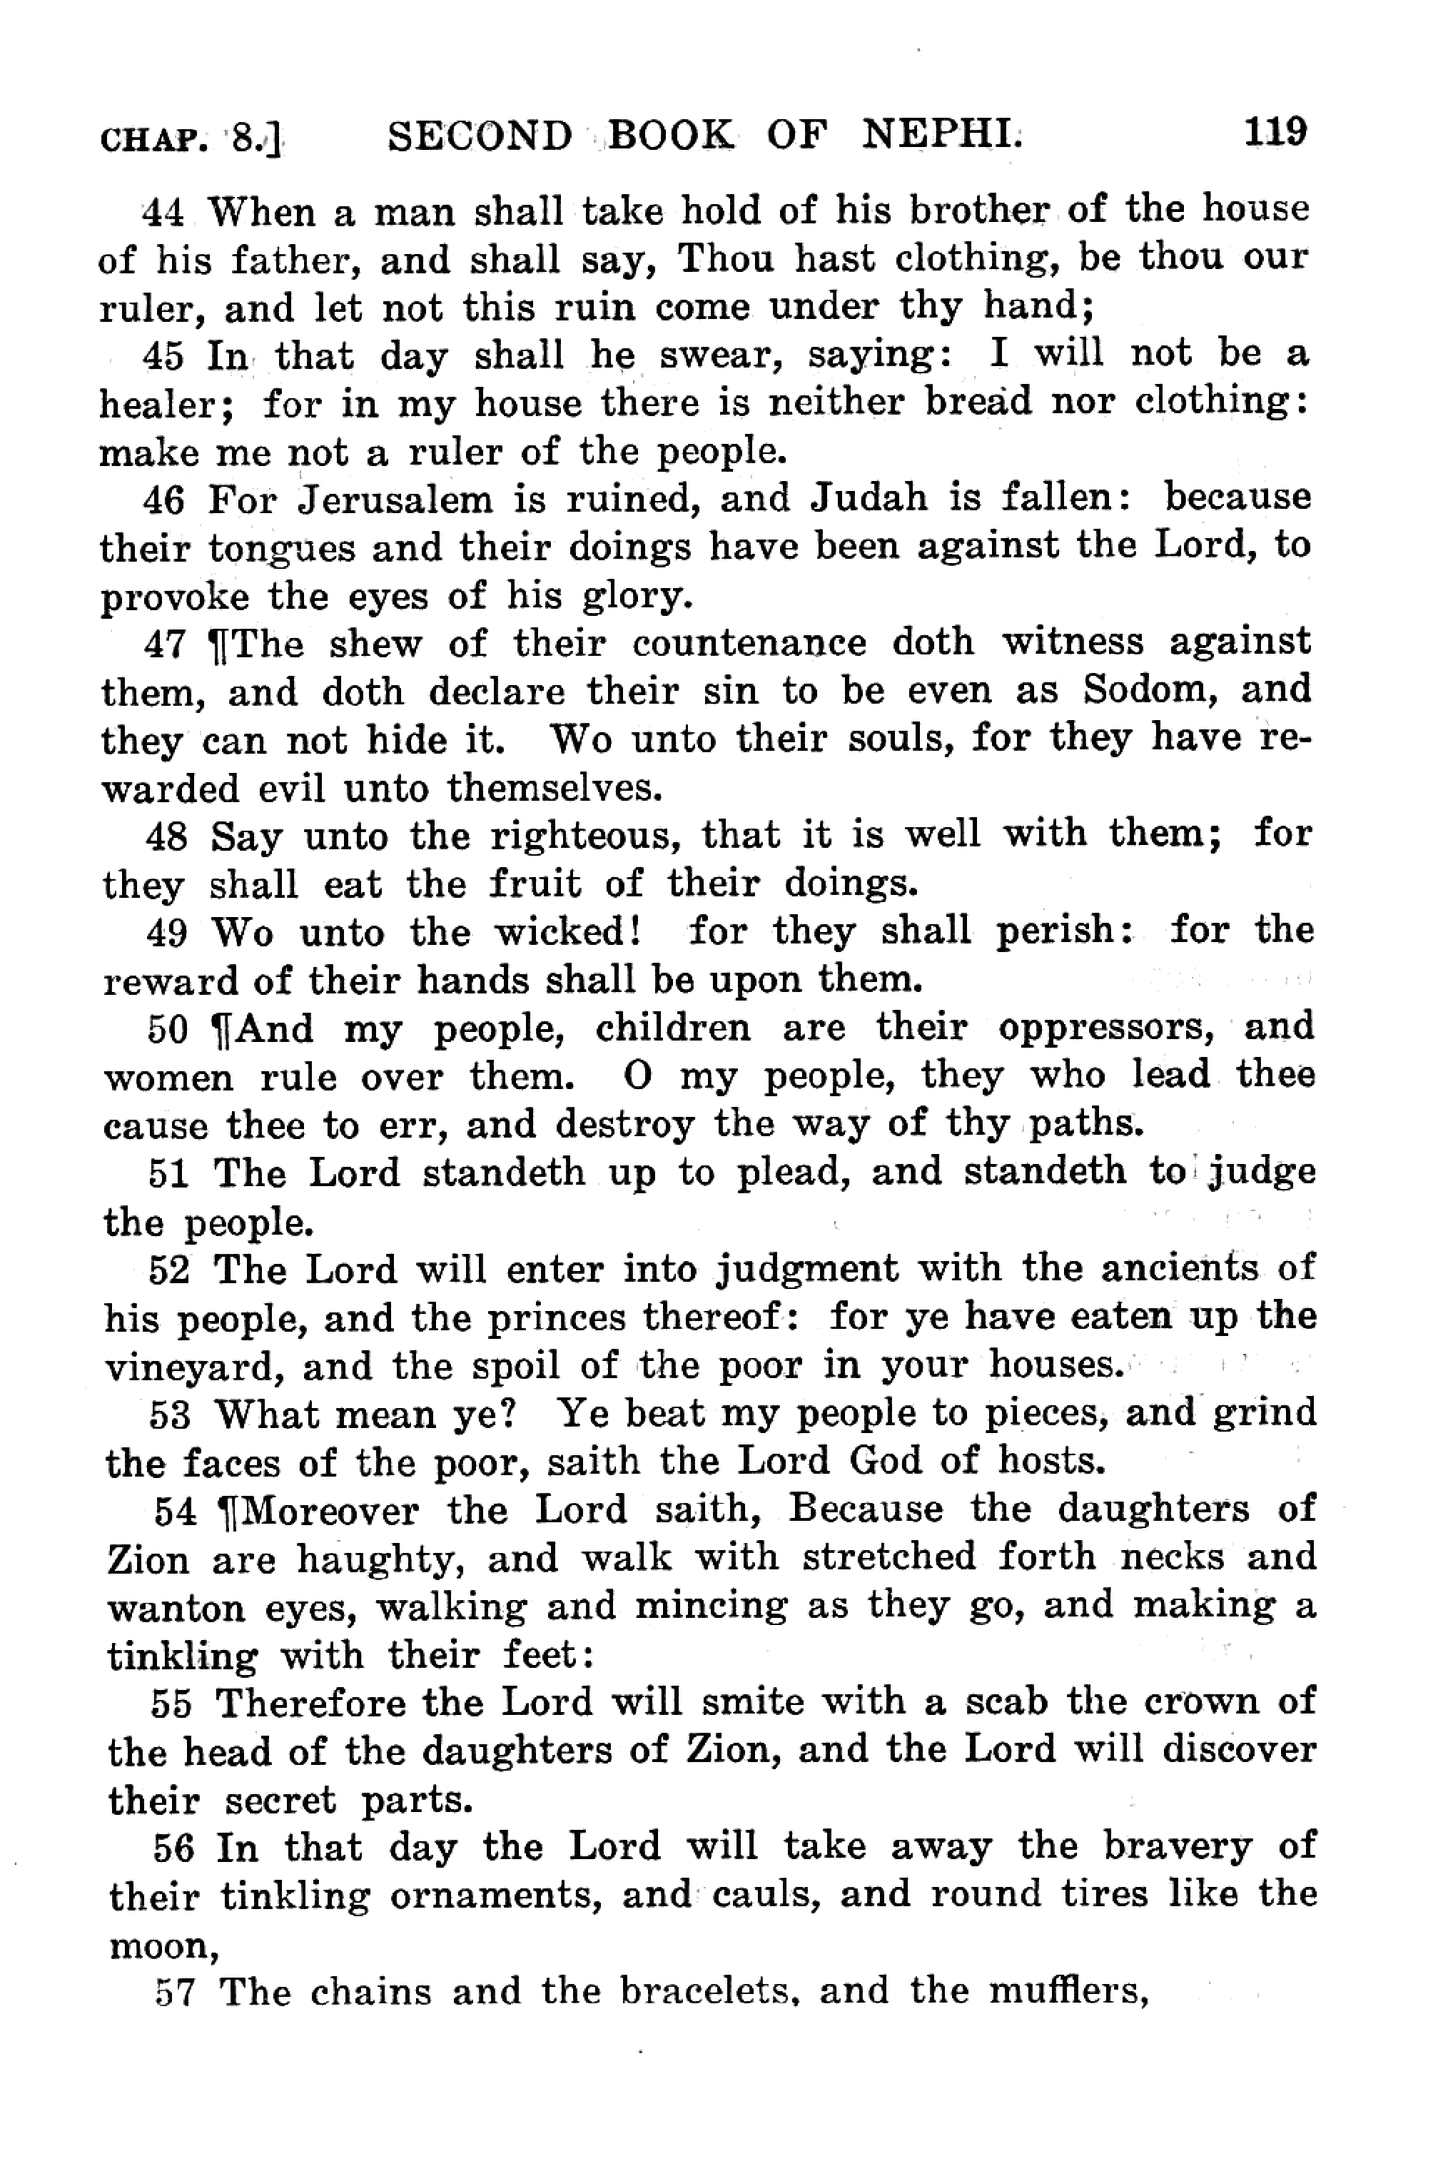 CHAP. 8.] SECOND BOOK OF NEPHI. 119
44 When a man shall take hold of his brother of the house
of his father, and shall say, Thou hast clothing, be thou our
ruler, and let not this ruin come under thy hand;
45 In that day shall he swear, saying: I will not be a
healer; for in my house there is neither bread nor clothing:
make me not a ruler of the people.
46 For Jerusalem is ruined, and Judah is fallen: because
their tongues and their doings have been against the Lord, to
provoke the eyes of his glory.
47 ¶The shew of their countenance doth witness against
them, and doth declare their sin to be even as Sodom, and
they can not hide it. Wo unto their souls, for they have re-
warded evil unto themselves.
48 Say unto the righteous, that it is well with them; for
they shall eat the fruit of their doings.
49 Wo unto the wicked! for they shall perish: for the
reward of their hands shall be upon them.
50 ¶And my people, children are their oppressors, and
women rule over them. O my people, they who lead thee
cause thee to err, and destroy the way of thy paths.
51 The Lord standeth up to plead, and standeth to judge
the people.
52 The Lord will enter into judgment with the ancients of
his people, and the princes thereof: for ye have eaten up the
vineyard, and the spoil of the poor in your houses.
53 What mean ye? Ye beat my people to pieces, and grind
the faces of the poor, saith the Lord God of hosts.
54 ¶Moreover the Lord saith, Because the daughters of
Zion are haughty, and walk with stretched forth necks and
wanton eyes, walking and mincing as they go, and making a
tinkling with their feet:
55 Therefore the Lord will smite with a scab the crown of
the head of the daughters of Zion, and the Lord will discover
their secret parts.
56 In that day the Lord will take away the bravery of
their tinkling ornaments, and cauls, and round tires like the
moon,
57 The chains and the bracelets, and the mufflers,